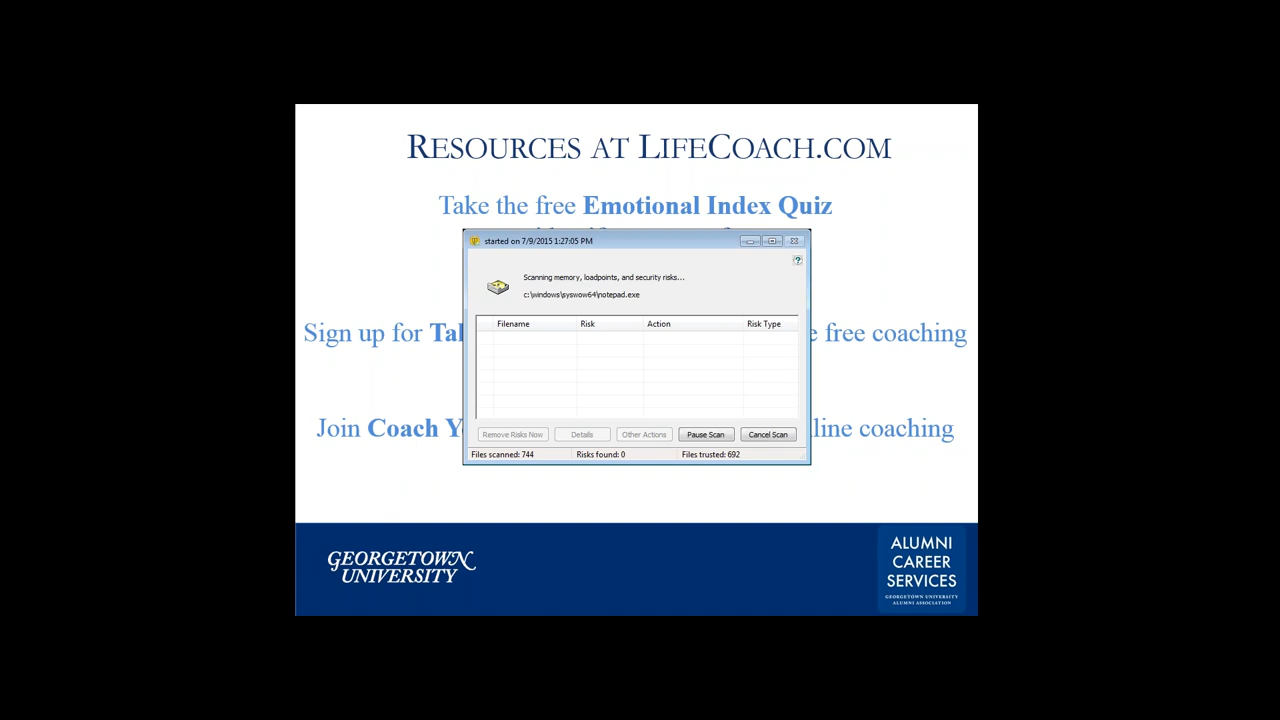 RESOURCES AT LIFECOACH.COM
Take the free Emotional Index Quiz
started on 7/9/2015 1:27:05 PM
?
Scanning memory, loadpoints, and security risks...
c:\windows\syswow64\notepad.exe
Filename Risk Action Risk Type
Sign up for free coaching
Join Coach coaching
Remove Risks Now Details Other Actions Pause Scan Cancel Scan
Files scanned: 744 Risks found: 0 Files trusted: 692
GEORGETOWN
UNIVERSITY
ALUMNI
CAREER
SERVICES
GEORGETOWN UNIVERSITY
ALUMNI ASSOCIATION